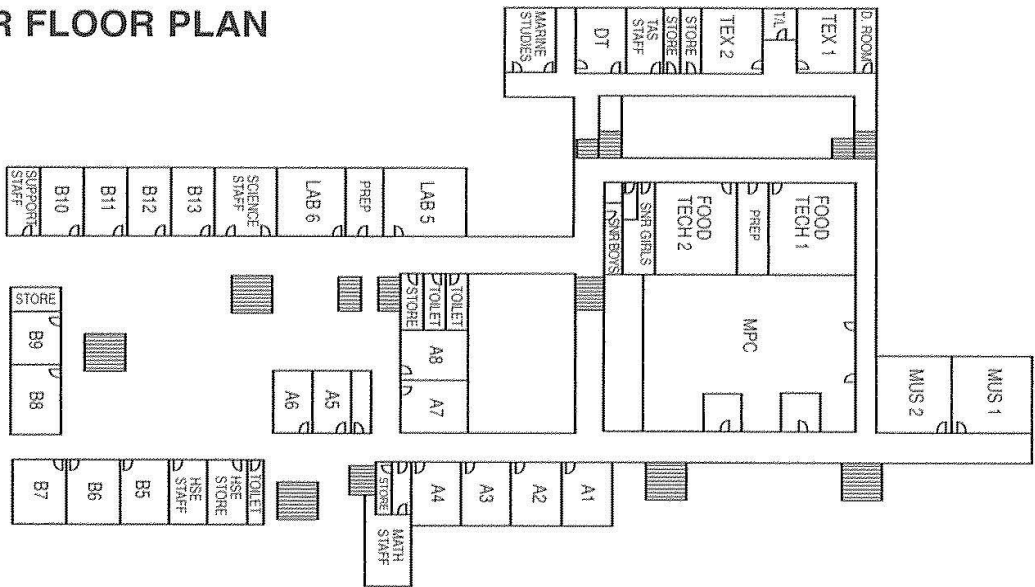 R FLOOR PLAN
MARINE
STUDIES
DT
TAS
STAFF
STORE
STORE
TEX 2
T/L
TEX 1
D. ROOM
SUPPORT
STAFF
B10
B11
B12
B13
SCIENCE
STAFF
LAB 6
PREP
LAB 5
SNR BOYS
SNR GIRLS
FOOD
TECH 2
PREP
FOOD
TECH 1
STORE
B9
B8
STORE
TOILET
TOILET
A8
A7
A6
A5
MPC
MUS 2
MUS 1
B7
B6
B5
HSE
STAFF
HSE
STORE
TOILET
STORE
MATH
STAFF
A4
A3
A2
A1